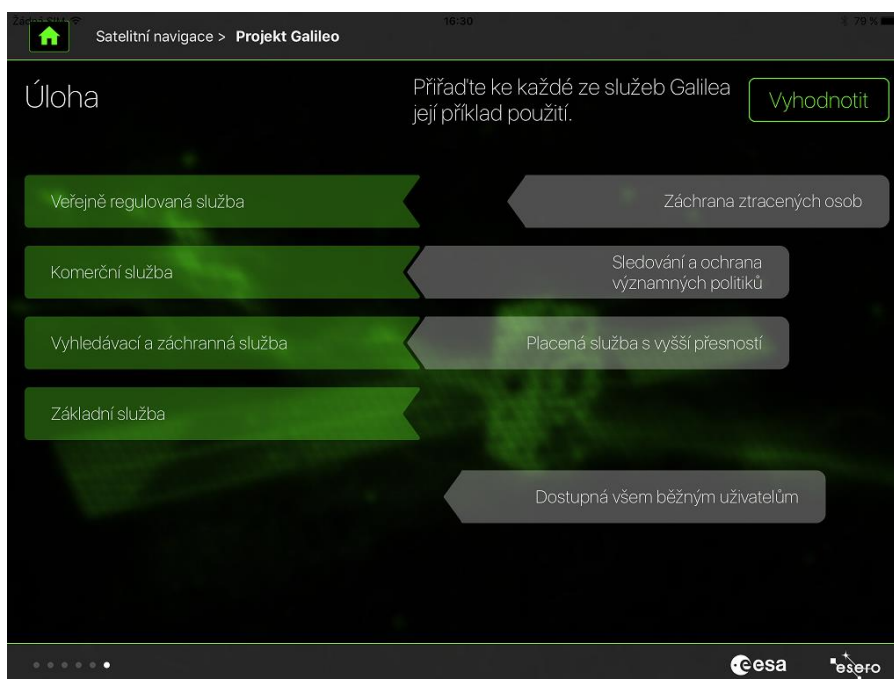 Žádná SIM 16:30 79 %
Satelitní navigace > Projekt Galileo
Úloha
Přiřaďte ke každé ze služeb Galilea
její příklad použití.
Vyhodnotit
Veřejně regulovaná služba
Záchrana ztracených osob
Komerční služba
Sledování a ochrana
významných politiků
Vyhledávací a záchranná služba
Placená služba s vyšší přesností
Základní služba
Dostupná všem běžným uživatelům
esa esero